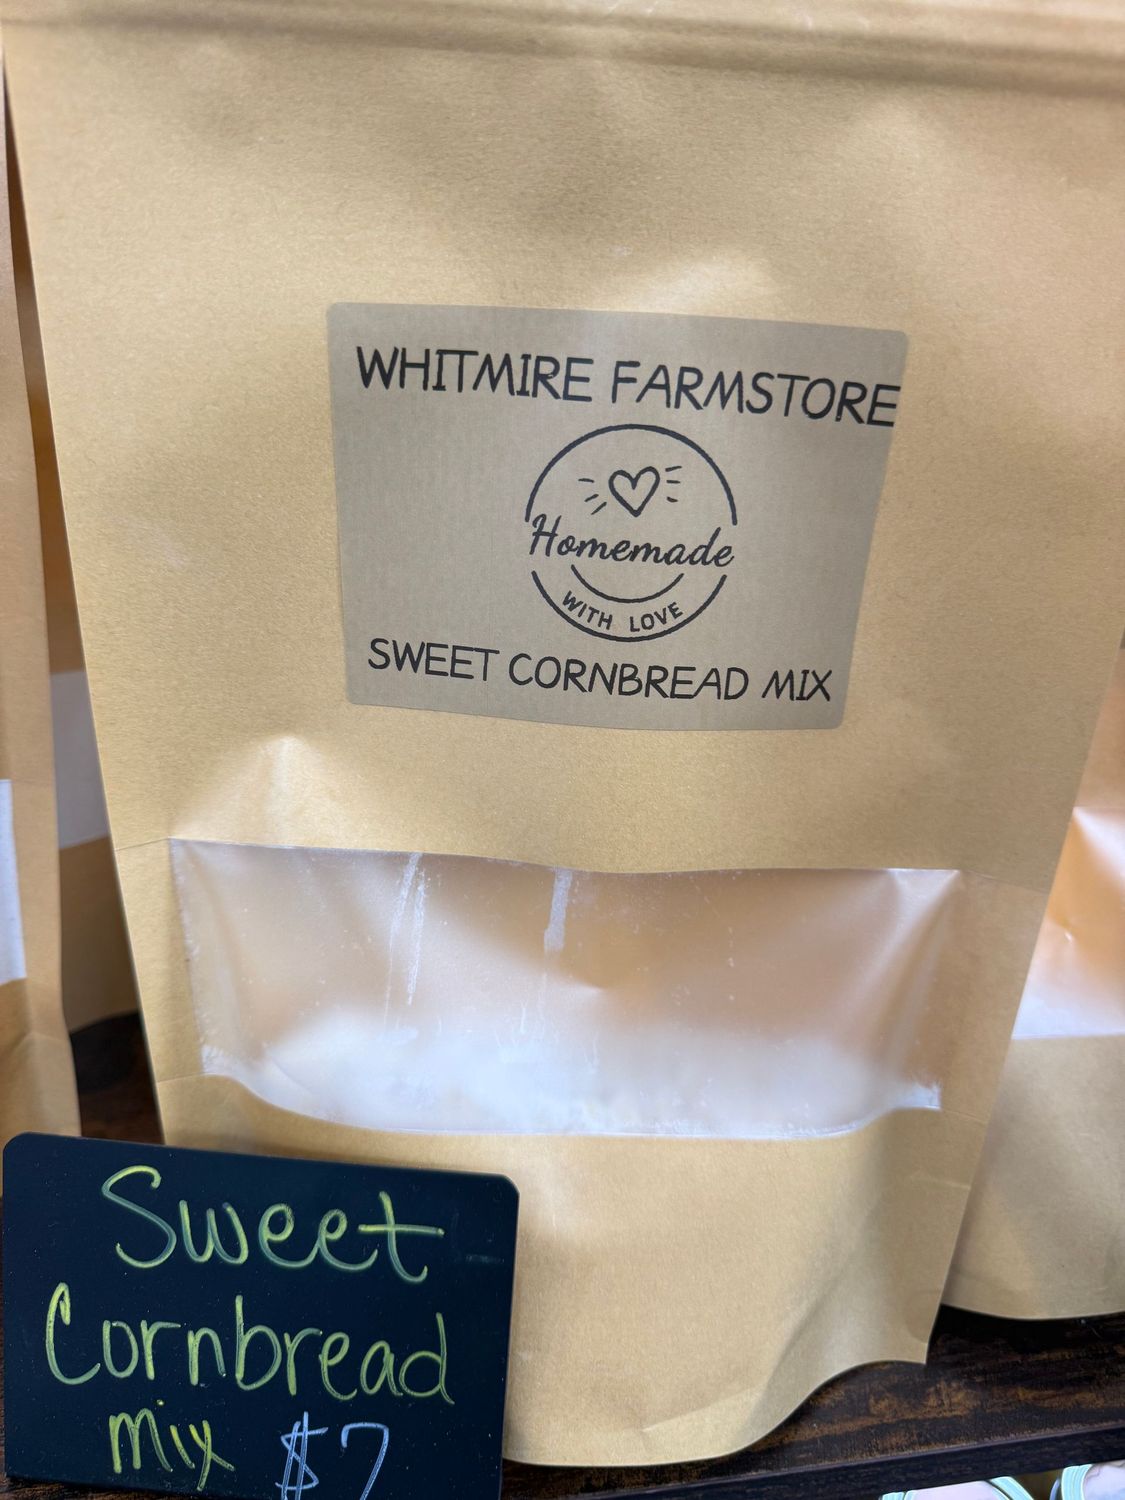 WHITMIRE FARMSTORE
Homemade
WITH LOVE
SWEET CORNBREAD MIX
Sweet
Cornbread
mix $7